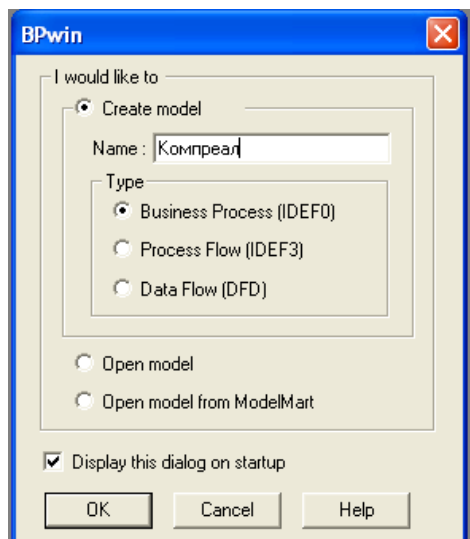 BPwin
I would like to
Create model
Name : Компреал
Type
Business Process (IDEF0)
Process Flow (IDEF3)
Data Flow (DFD)
Open model
Open model from ModelMart
Display this dialog on startup
OK Cancel Help